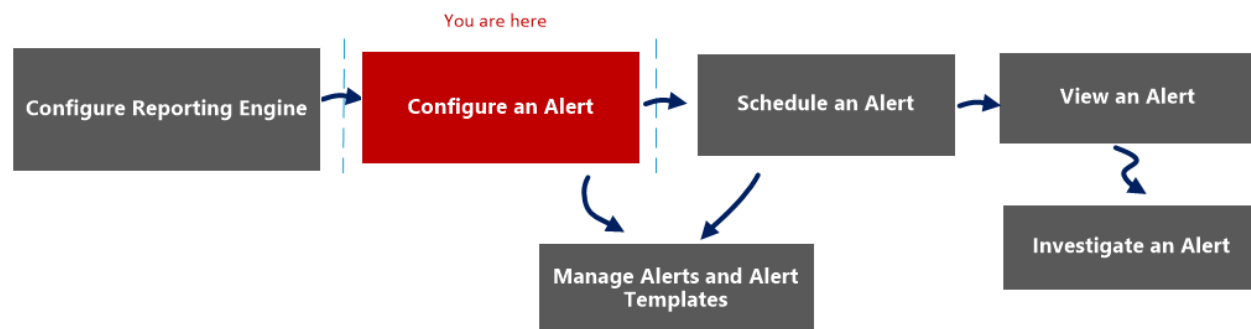 You are here
Configure Reporting Engine
Configure an Alert
Schedule an Alert
View an Alert
Manage Alerts and Alert
Templates
Investigate an Alert